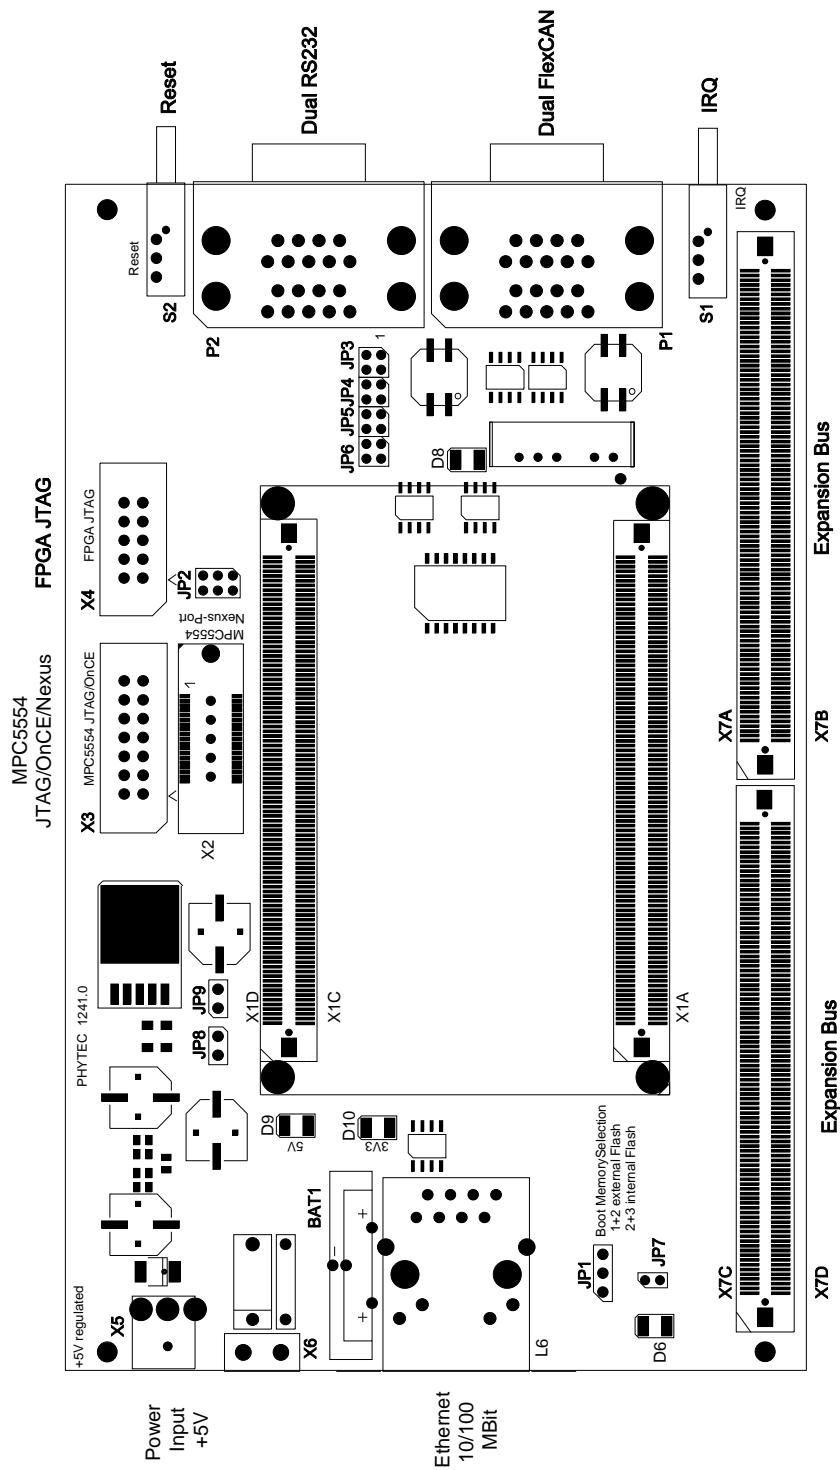 Reset
Dual RS232
Dual FlexCAN
IRQ
Reset
S2
P2
IRQ
S1
P1
JP6 JP5 JP4 JP3
1
D8
FPGA JTAG
FPGA JTAG
X4
JP2
MPC5554
Nexus-Port
MPC5554
JTAG/OnCE/Nexus
MPC5554 JTAG/OnCE
X3
1
X2
X7A
X7B
Expansion Bus
PHYTEC 1241.0
JP9
JP8
X1D
X1C
X1A
D9
5V
D10
3V3
Boot MemorySelection
1+2 external Flash
2+3 internal Flash
BAT1
+
-
+
JP1
JP7
X7C
X7D
Expansion Bus
+5V regulated
X5
X6
L6
D6
Power
Input
+5V
Ethernet
10/100
MBit